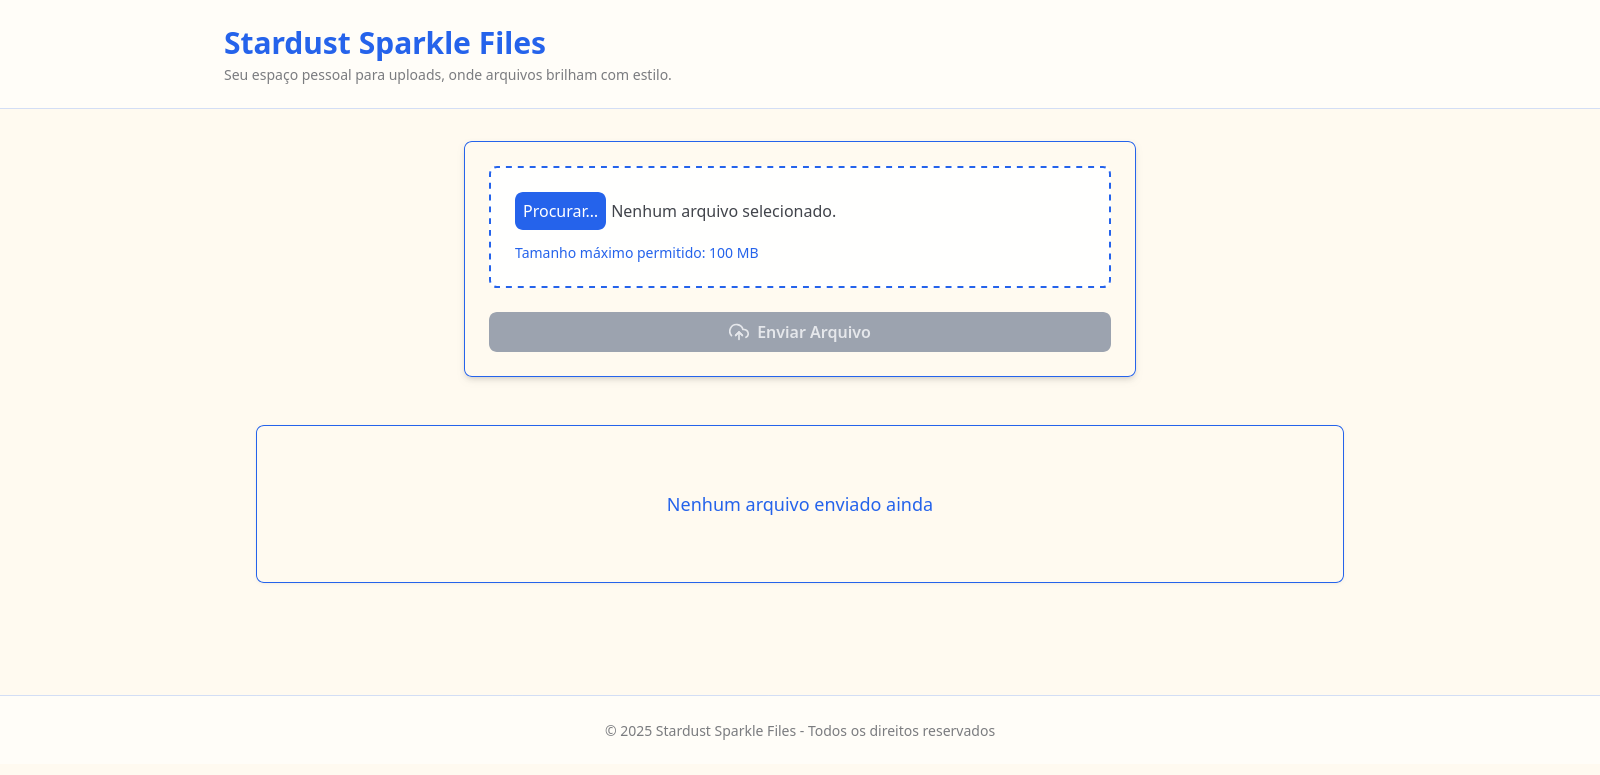 Stardust Sparkle Files
Seu espaço pessoal para uploads, onde arquivos brilham com estilo.
Procurar... Nenhum arquivo selecionado.
Tamanho máximo permitido: 100 MB
Enviar Arquivo
Nenhum arquivo enviado ainda
© 2025 Stardust Sparkle Files - Todos os direitos reservados